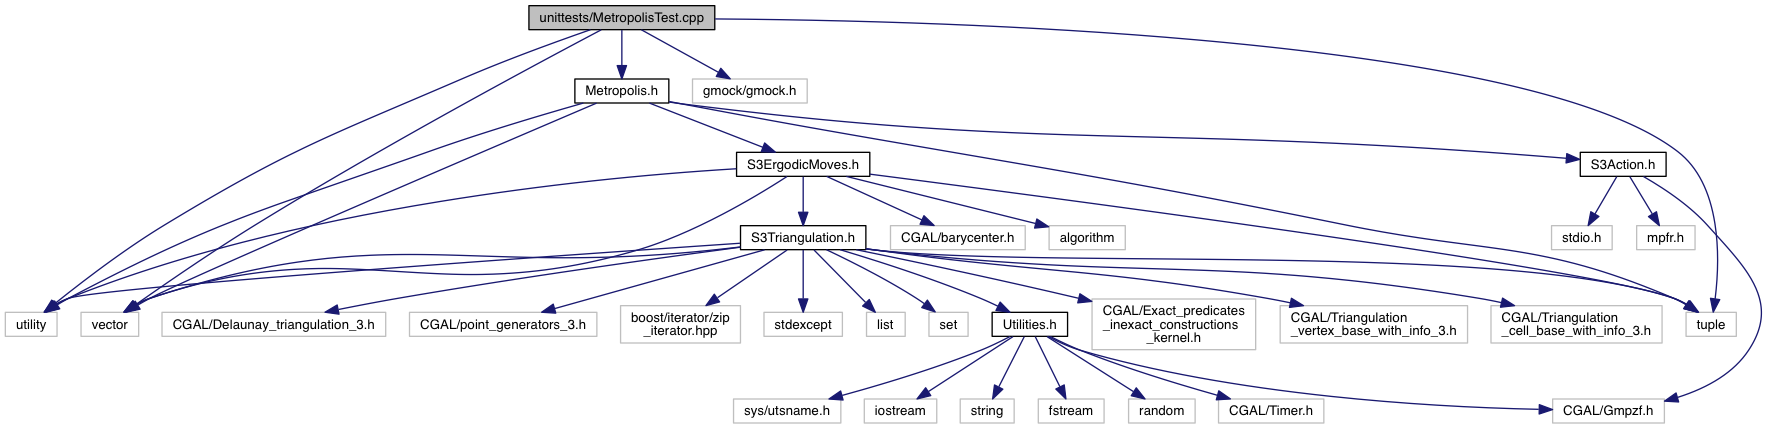 unittests/MetropolisTest.cpp
Metropolis.h
gmock/gmock.h
S3ErgodicMoves.h
S3Action.h
S3Triangulation.h
CGAL/barycenter.h
algorithm
stdio.h
mpfr.h
utility
vector
CGAL/Delaunay_triangulation_3.h
CGAL/point_generators_3.h
boost/iterator/zip
_iterator.hpp
stdexcept
list
set
Utilities.h
CGAL/Exact_predicates
_inexact_constructions
_kernel.h
CGAL/Triangulation
_vertex_base_with_info_3.h
CGAL/Triangulation
_cell_base_with_info_3.h
tuple
sys/utsname.h
iostream
string
fstream
random
CGAL/Timer.h
CGAL/Gmpzf.h